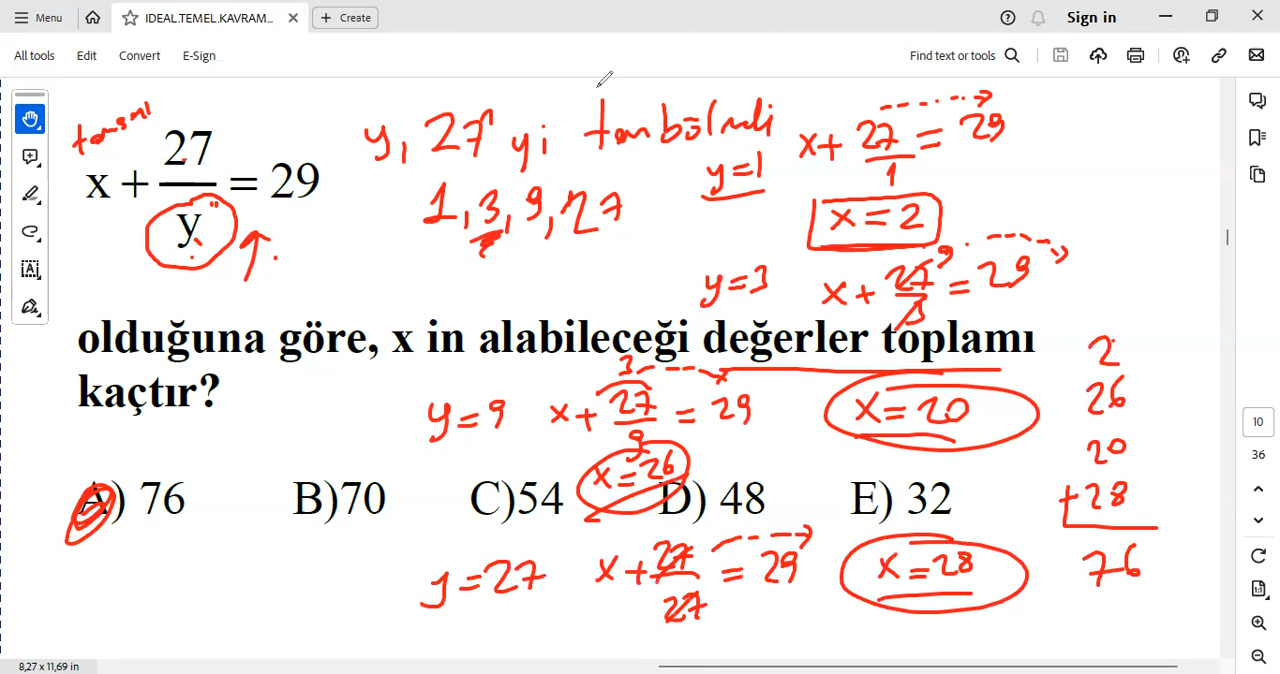 Menu
IDEAL.TEMEL.KAVRAM...
Create
Sign in
All tools
Edit
Convert
E-Sign
Find text or tools
x + 27/y = 29
y, 27 yi tam bölmeli
1, 3, 9, 27
y=1
x + 27/1 = 29
x = 2
y=3
x + 27/3 = 29
9
olduğuna göre, x in alabileceği değerler toplamı
kaçtır?
y = 9
x + 27/9 = 29
3
x = 20
x = 26
A) 76 B)70 C)54 D) 48 E) 32
y = 27
x + 27/27 = 29
x = 28
2
26
20
+28
76
10
36
8,27 x 11,69 in